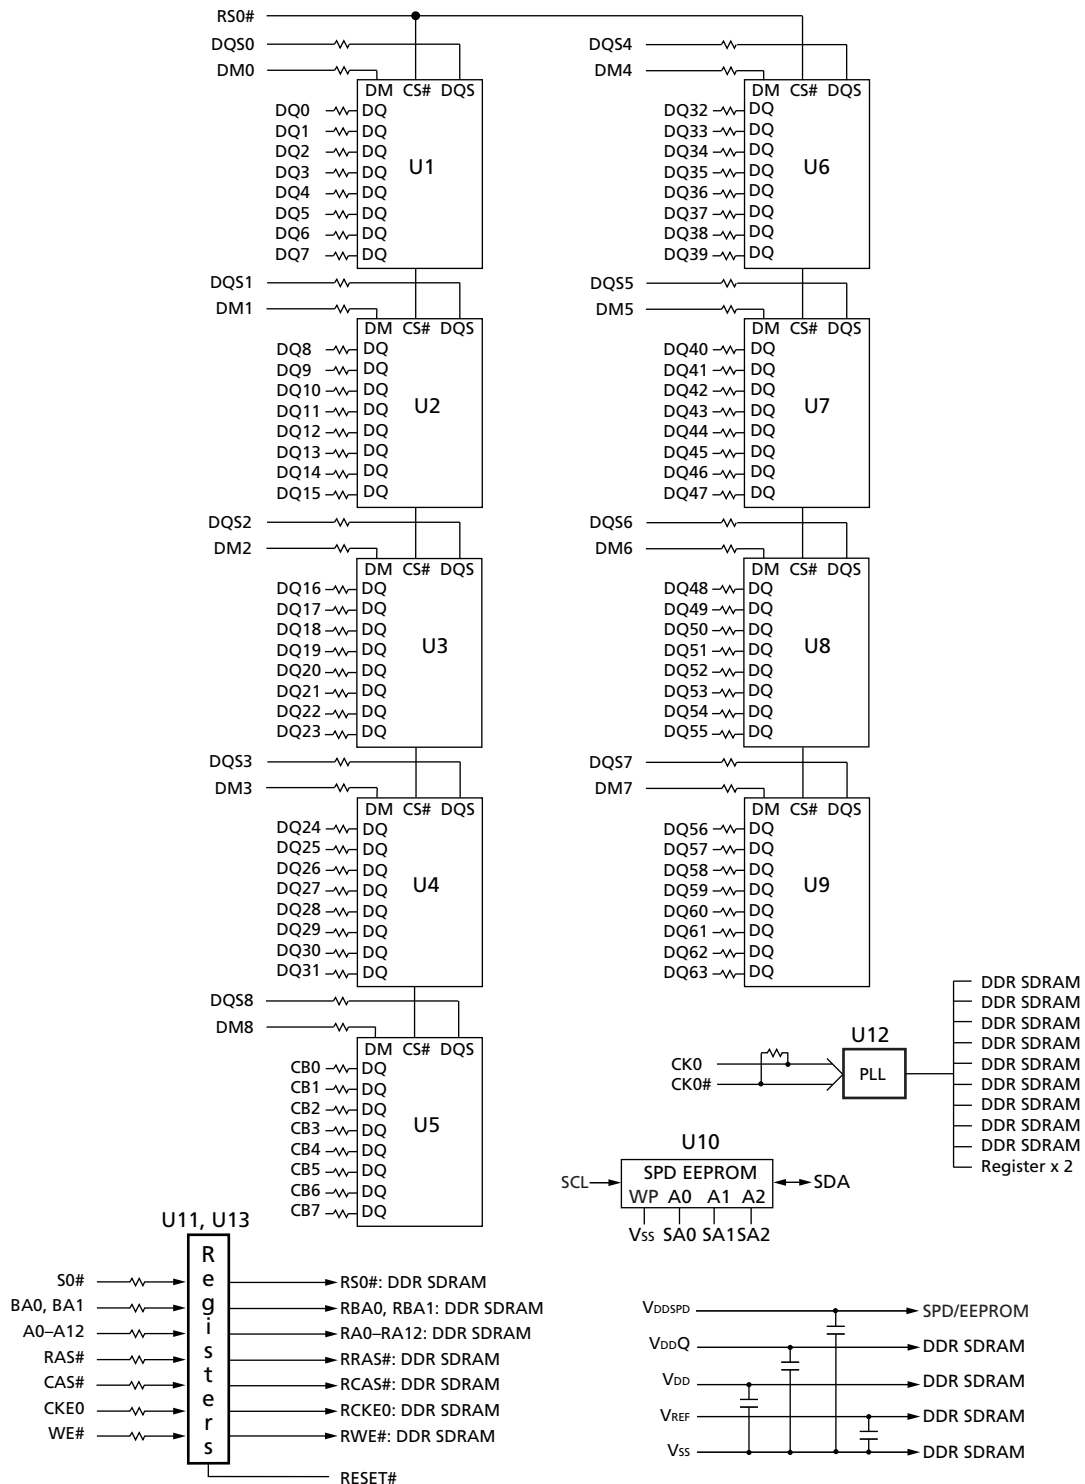 RS0#
DQS0
DM0
DM CS# DQS
DQ0 DQ
DQ1 DQ
DQ2 DQ
DQ3 DQ
DQ4 DQ
DQ5 DQ
DQ6 DQ
DQ7 DQ
U1
DQS4
DM4
DM CS# DQS
DQ32 DQ
DQ33 DQ
DQ34 DQ
DQ35 DQ
DQ36 DQ
DQ37 DQ
DQ38 DQ
DQ39 DQ
U6
DQS1
DM1
DM CS# DQS
DQ8 DQ
DQ9 DQ
DQ10 DQ
DQ11 DQ
DQ12 DQ
DQ13 DQ
DQ14 DQ
DQ15 DQ
U2
DQS5
DM5
DM CS# DQS
DQ40 DQ
DQ41 DQ
DQ42 DQ
DQ43 DQ
DQ44 DQ
DQ45 DQ
DQ46 DQ
DQ47 DQ
U7
DQS2
DM2
DM CS# DQS
DQ16 DQ
DQ17 DQ
DQ18 DQ
DQ19 DQ
DQ20 DQ
DQ21 DQ
DQ22 DQ
DQ23 DQ
U3
DQS6
DM6
DM CS# DQS
DQ48 DQ
DQ49 DQ
DQ50 DQ
DQ51 DQ
DQ52 DQ
DQ53 DQ
DQ54 DQ
DQ55 DQ
U8
DQS3
DM3
DM CS# DQS
DQ24 DQ
DQ25 DQ
DQ26 DQ
DQ27 DQ
DQ28 DQ
DQ29 DQ
DQ30 DQ
DQ31 DQ
U4
DQS7
DM7
DM CS# DQS
DQ56 DQ
DQ57 DQ
DQ58 DQ
DQ59 DQ
DQ60 DQ
DQ61 DQ
DQ62 DQ
DQ63 DQ
U9
DQS8
DM8
DM CS# DQS
CB0 DQ
CB1 DQ
CB2 DQ
CB3 DQ
CB4 DQ
CB5 DQ
CB6 DQ
CB7 DQ
U5
U12
CK0
CK0#
PLL
DDR SDRAM
DDR SDRAM
DDR SDRAM
DDR SDRAM
DDR SDRAM
DDR SDRAM
DDR SDRAM
DDR SDRAM
DDR SDRAM
Register x 2
U10
SCL SPD EEPROM SDA
WP A0 A1 A2
VSS SA0 SA1 SA2
U11, U13
Registers
S0# RS0#: DDR SDRAM
BA0, BA1 RBA0, RBA1: DDR SDRAM
A0–A12 RA0–RA12: DDR SDRAM
RAS# RRAS#: DDR SDRAM
CAS# RCAS#: DDR SDRAM
CKE0 RCKE0: DDR SDRAM
WE# RWE#: DDR SDRAM
RESET#
VDDSPD SPD/EEPROM
VDDQ DDR SDRAM
VDD DDR SDRAM
VREF DDR SDRAM
VSS DDR SDRAM